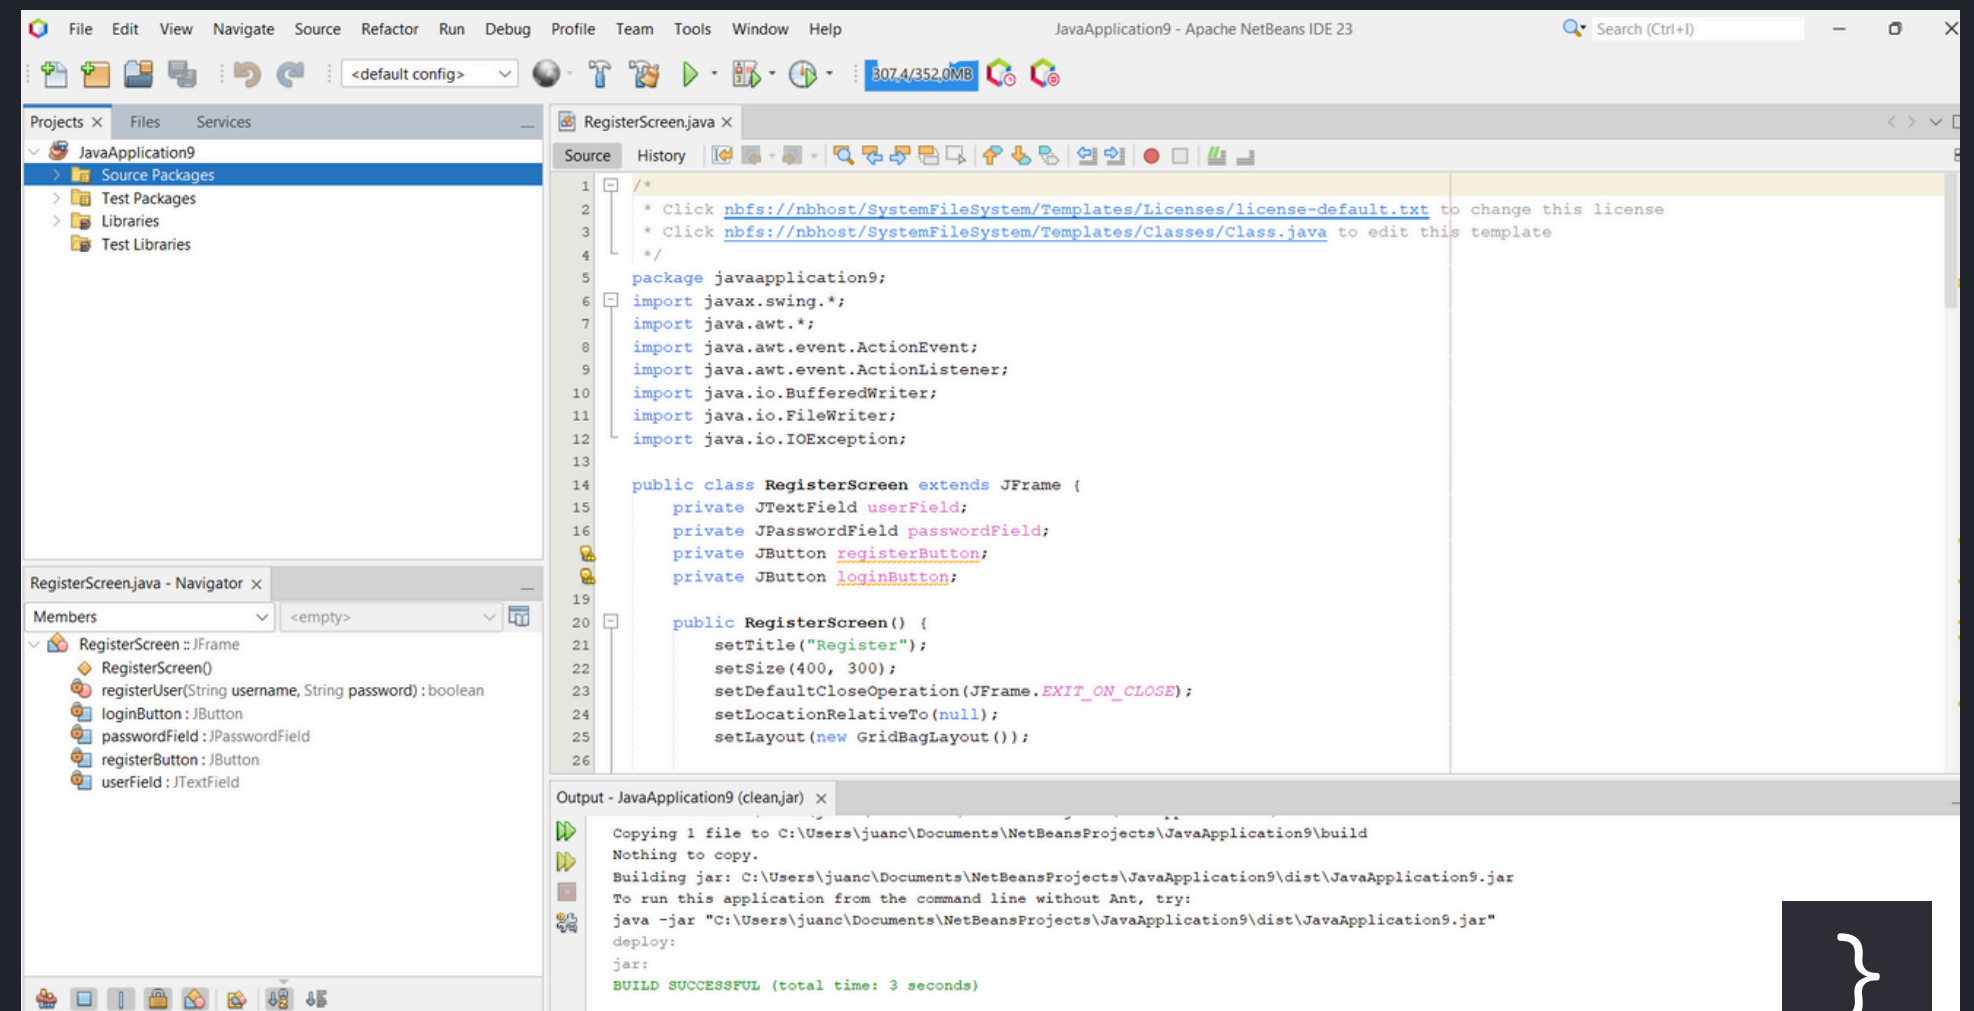 File Edit View Navigate Source Refactor Run Debug Profile Team Tools Window Help
JavaApplication9 - Apache NetBeans IDE 23
Search (Ctrl+I)
<default config>
307,4/352,0MB
Projects Files Services
JavaApplication9
Source Packages
Test Packages
Libraries
Test Libraries
RegisterScreen.java - Navigator
Members
<empty>
RegisterScreen :: JFrame
RegisterScreen()
registerUser(String username, String password) : boolean
loginButton : JButton
passwordField : JPasswordField
registerButton : JButton
userField : JTextField
RegisterScreen.java
Source History
1 /*
2 * Click nbfs://nbhost/SystemFileSystem/Templates/Licenses/license-default.txt to change this license
3 * Click nbfs://nbhost/SystemFileSystem/Templates/Classes/Class.java to edit this template
4 */
5 package javaapplication9;
6 import javax.swing.*;
7 import java.awt.*;
8 import java.awt.event.ActionEvent;
9 import java.awt.event.ActionListener;
10 import java.io.BufferedWriter;
11 import java.io.FileWriter;
12 import java.io.IOException;
13
14 public class RegisterScreen extends JFrame {
15 private JTextField userField;
16 private JPasswordField passwordField;
private JButton registerButton;
private JButton loginButton;
19
20 public RegisterScreen() {
21 setTitle("Register");
22 setSize(400, 300);
23 setDefaultCloseOperation(JFrame.EXIT_ON_CLOSE);
24 setLocationRelativeTo(null);
25 setLayout(new GridBagLayout());
26
Output - JavaApplication9 (clean,jar)
Copying 1 file to C:\Users\juanc\Documents\NetBeansProjects\JavaApplication9\build
Nothing to copy.
Building jar: C:\Users\juanc\Documents\NetBeansProjects\JavaApplication9\dist\JavaApplication9.jar
To run this application from the command line without Ant, try:
java -jar "C:\Users\juanc\Documents\NetBeansProjects\JavaApplication9\dist\JavaApplication9.jar"
deploy:
jar:
BUILD SUCCESSFUL (total time: 3 seconds)
}